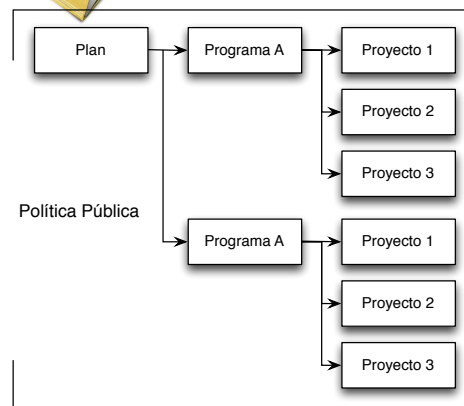 Plan
Programa A
Proyecto 1
Proyecto 2
Proyecto 3
Política Pública
Programa A
Proyecto 1
Proyecto 2
Proyecto 3